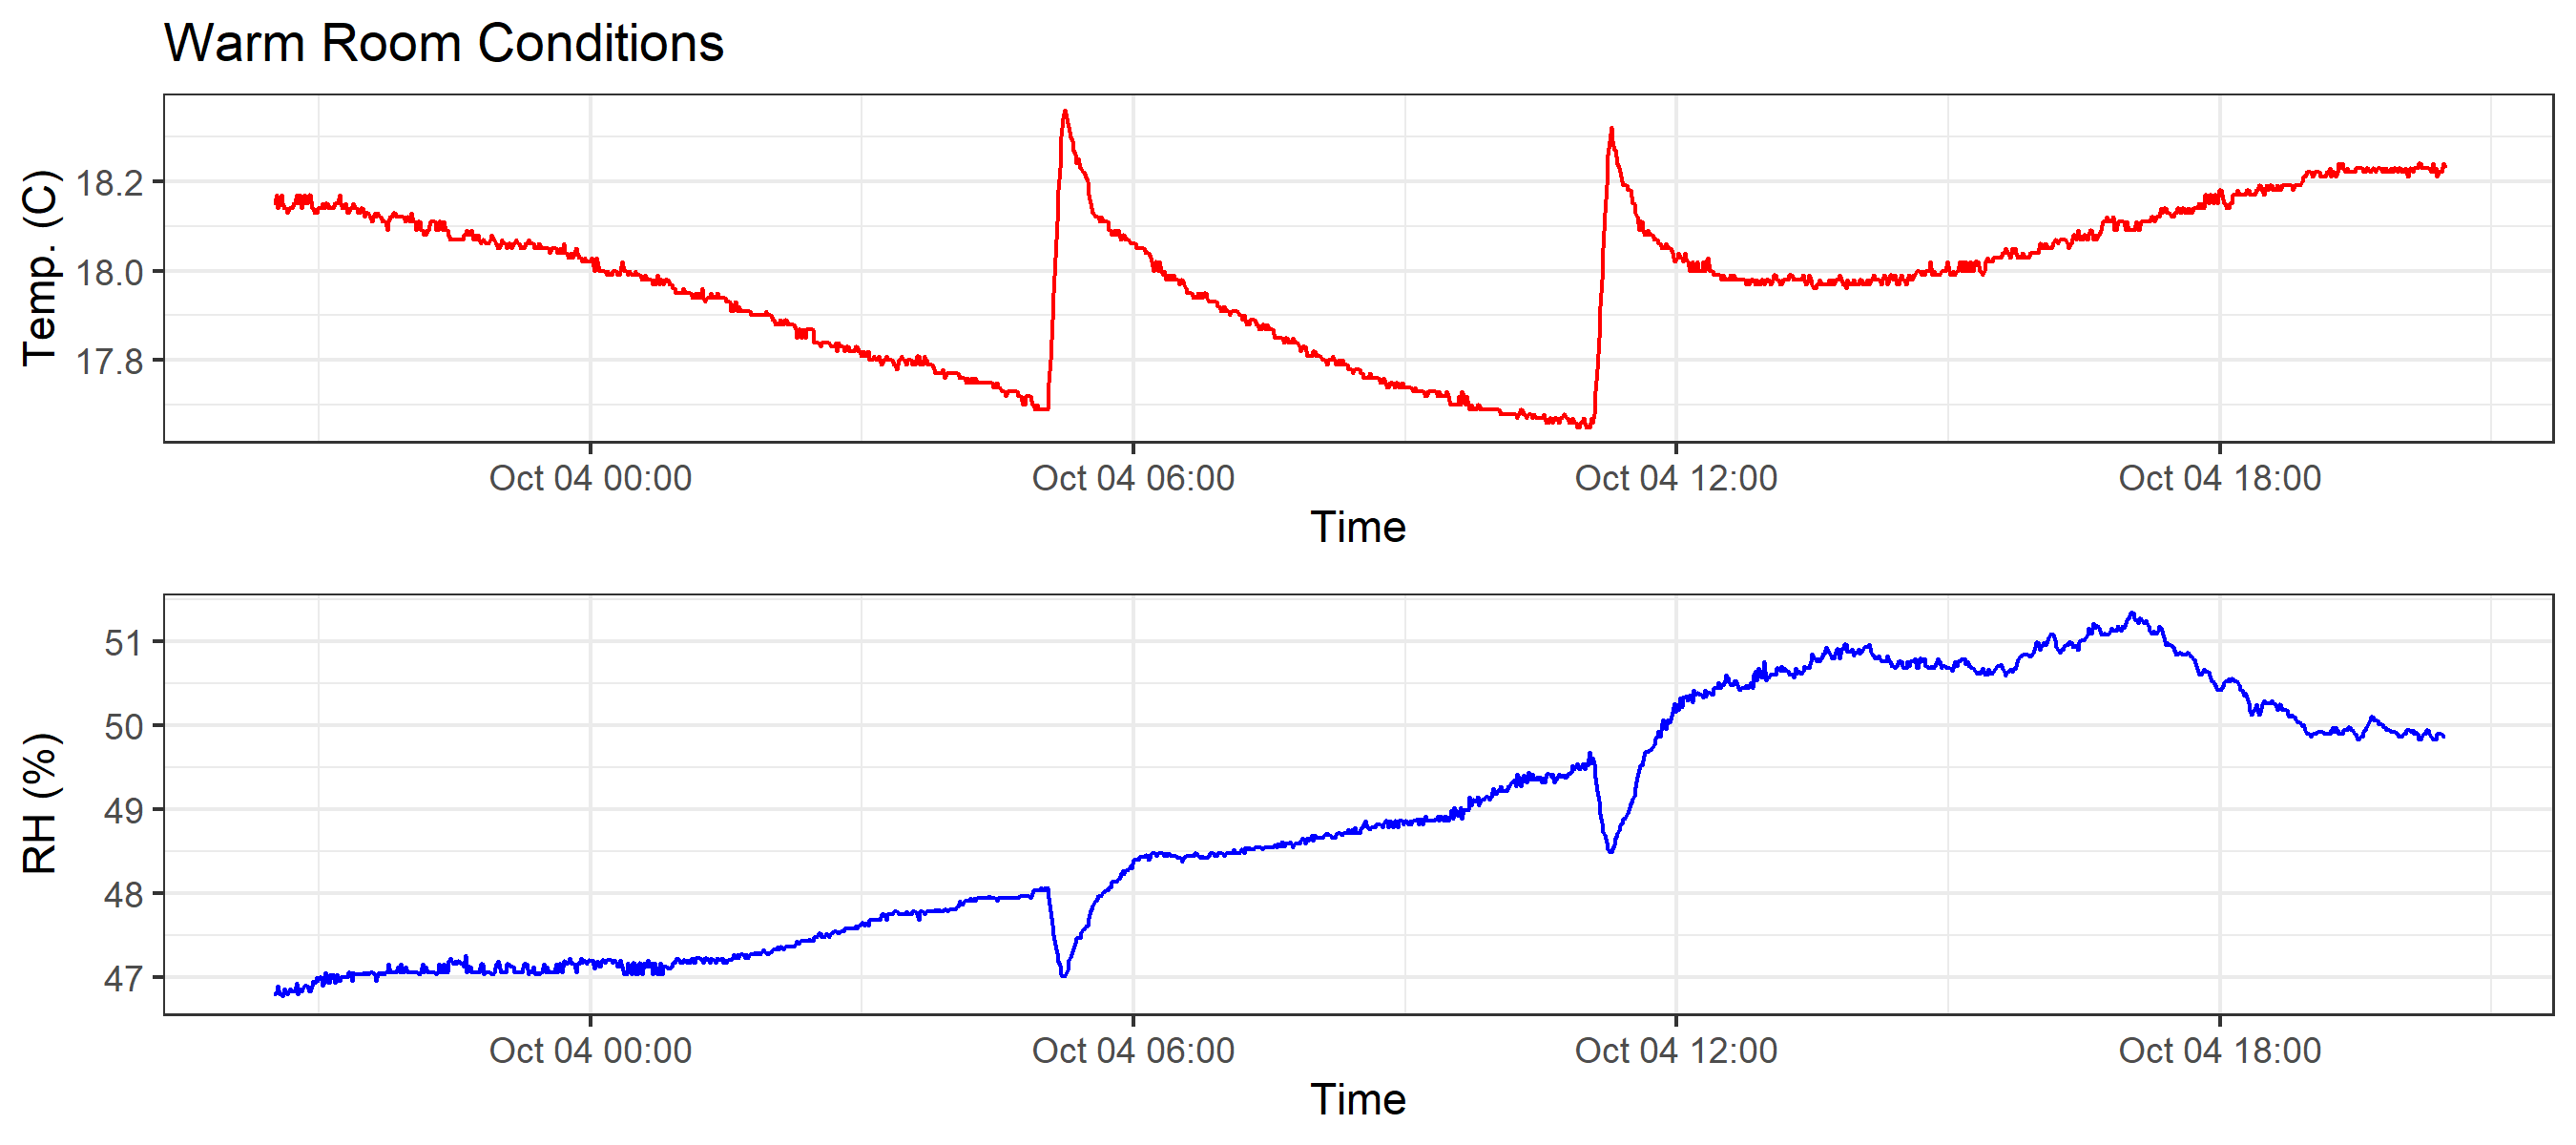 Warm Room Conditions
Temp. (C)
18.2
18.0
17.8
Oct 04 00:00 Oct 04 06:00 Oct 04 12:00 Oct 04 18:00
Time
RH (%)
51
50
49
48
47
Oct 04 00:00 Oct 04 06:00 Oct 04 12:00 Oct 04 18:00
Time